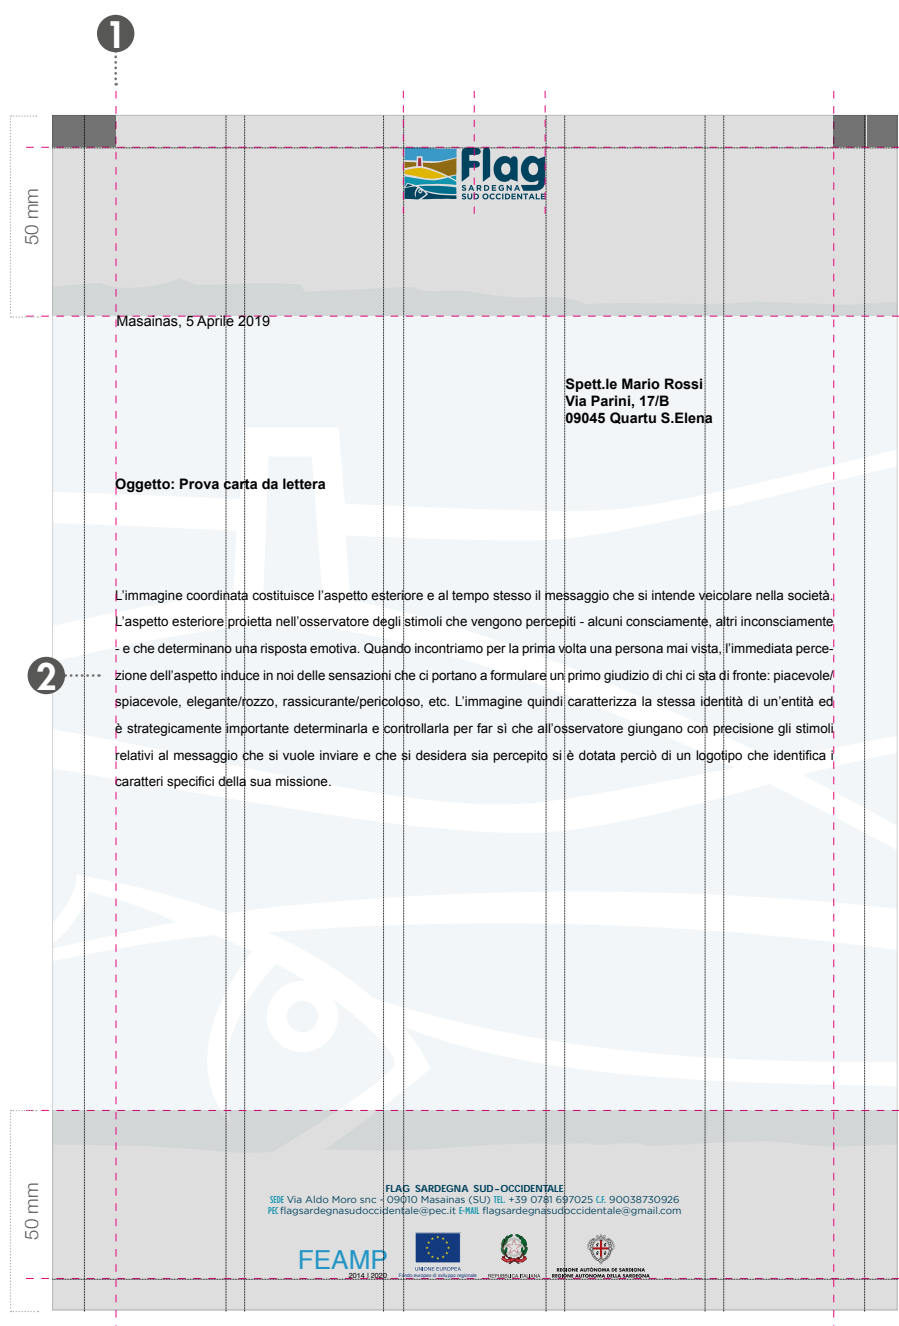 1
Flag
SARDEGNA
SUD OCCIDENTALE
50 mm
Masainas, 5 Aprile 2019
Spett.le Mario Rossi
Via Parini, 17/B
09045 Quartu S.Elena
Oggetto: Prova carta da lettera
L’immagine coordinata costituisce l’aspetto esteriore e al tempo stesso il messaggio che si intende veicolare nella società.
L’aspetto esteriore proietta nell’osservatore degli stimoli che vengono percepiti - alcuni consciamente, altri inconsciamente
- e che determinano una risposta emotiva. Quando incontriamo per la prima volta una persona mai vista, l’immediata perce-
2
zione dell’aspetto induce in noi delle sensazioni che ci portano a formulare un primo giudizio di chi ci sta di fronte: piacevole/
spiacevole, elegante/rozzo, rassicurante/pericoloso, etc. L’immagine quindi caratterizza la stessa identità di un’entità ed
è strategicamente importante determinarla e controllarla per far sì che all’osservatore giungano con precisione gli stimoli
relativi al messaggio che si vuole inviare e che si desidera sia percepito si è dotata perciò di un logotipo che identifica i
caratteri specifici della sua missione.
50 mm
FLAG SARDEGNA SUD-OCCIDENTALE
SEDE Via Aldo Moro snc - 09010 Masainas (SU) TEL. +39 0781 697025 C.F. 90038730926
PEC flagsardegnasudoccidentale@pec.it E-MAIL flagsardegnasudoccidentale@gmail.com
FEAMP
2014 | 2020
UNIONE EUROPEA
Fondo europeo di sviluppo regionale
REPUBBLICA ITALIANA
REGIONE AUTÒNOMA DE SARDIGNA
REGIONE AUTONOMA DELLA SARDEGNA